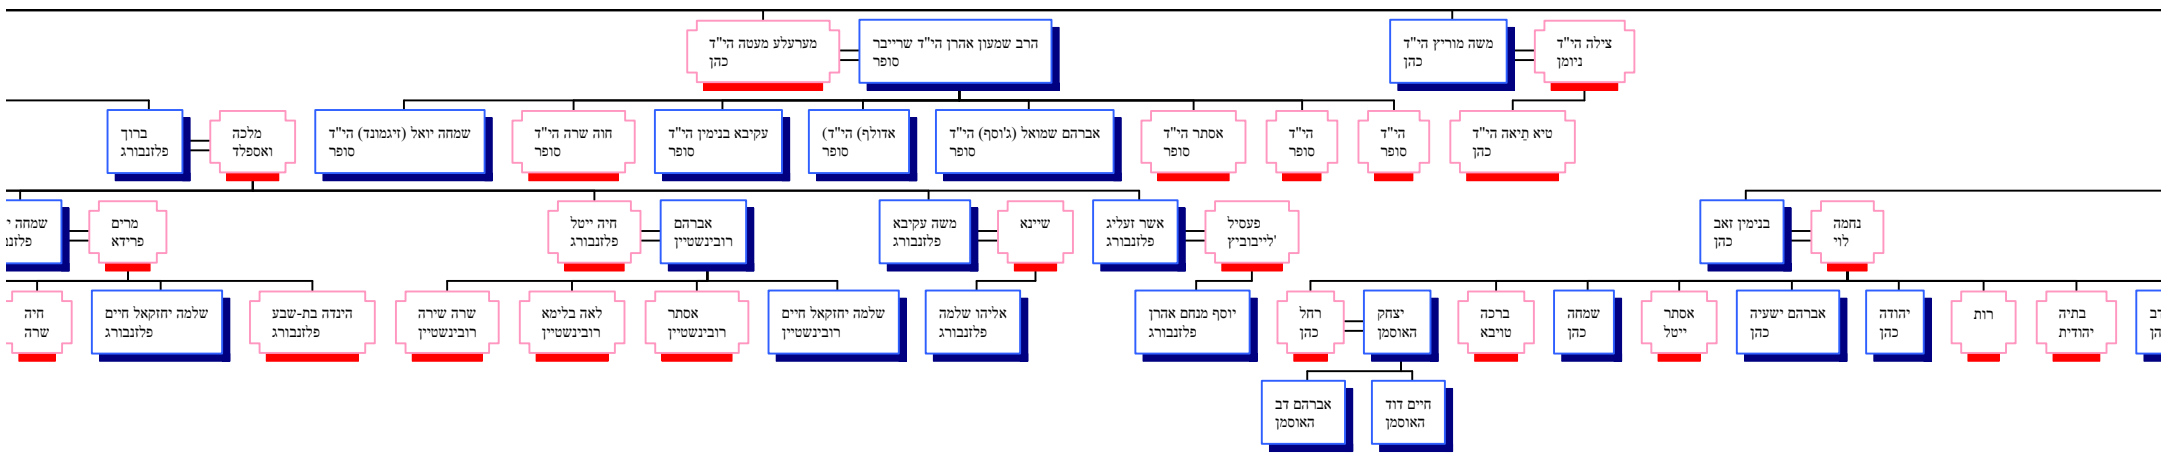 צילה הי"ד
ניומן
משה מוריץ הי"ד
כהן
הרב שמעון אהרן הי"ד שרייבר
סופר
מערעלע מעטה הי"ד
כהן
טיא תֵיאה הי"ד
כהן
הי"ד
סופר
הי"ד
סופר
אסתר הי"ד
סופר
אברהם שמואל (ג'וסף) הי"ד
סופר
אדולף) הי"ד)
סופר
עקיבא בנימין הי"ד
סופר
חוה שרה הי"ד
סופר
שמחה יואל (זיגמונד) הי"ד
סופר
מלכה
ואספלד
ברוך
פלזנבורג
נחמה
לוי
בנימין זאב
כהן
פעסיל
לייבוביץ'
אשר זעליג
פלזנבורג
שיינא
משה עקיבא
פלזנבורג
אברהם
רובינשטיין
חיה ייטל
פלזנבורג
מרים
פרידא
שמחה
בתיה
יהודית
רות
יהודה
כהן
אברהם ישעיה
כהן
אסתר
ייטל
שמחה
כהן
ברכה
טויבא
יצחק
האוסמן
רחל
כהן
יוסף מנחם אהרן
פלזנבורג
אליהו שלמה
פלזנבורג
שלמה יחזקאל חיים
רובינשטיין
אסתר
רובינשטיין
לאה בלימא
רובינשטיין
שרה שירה
רובינשטיין
הינדה בת-שבע
פלזנבורג
שלמה יחזקאל חיים
פלזנבורג
חיה
שרה
חיים דוד
האוסמן
אברהם דב
האוסמן